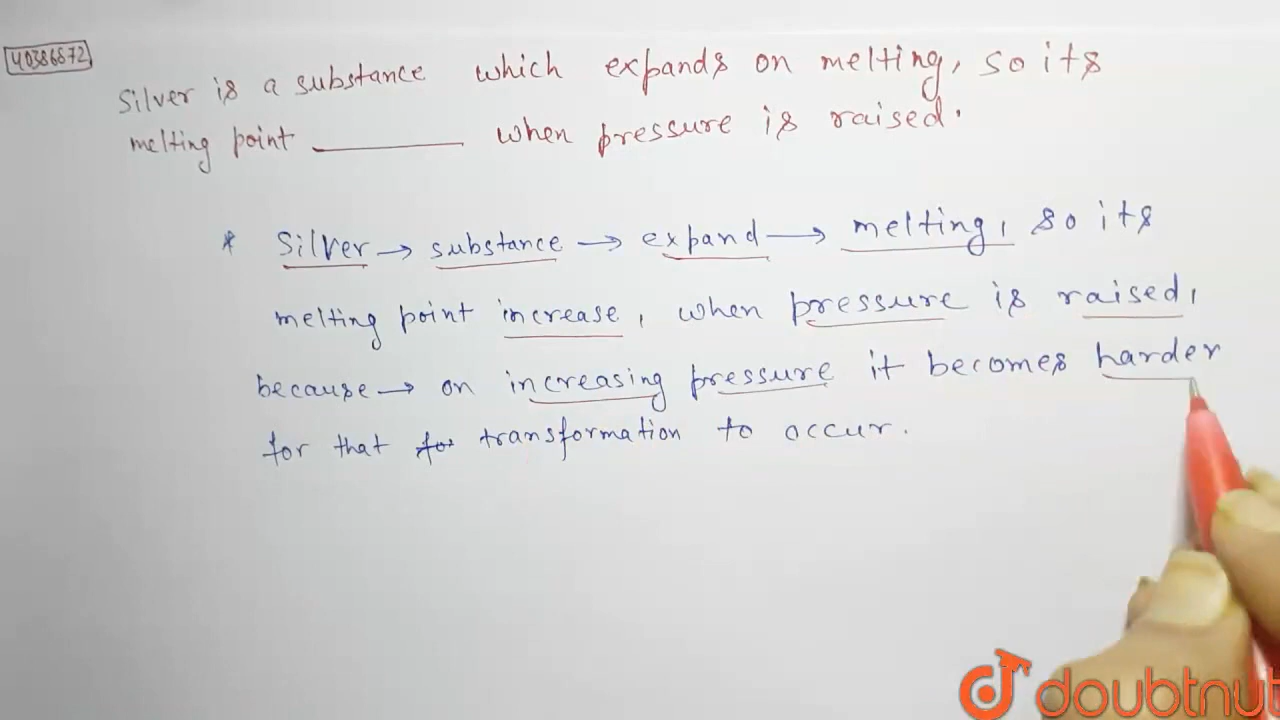 40386872
Silver is a substance which expands on melting, so its
melting point ________ when pressure is raised.
* Silver → substance → expand → melting, so its
melting point increase, when pressure is raised,
because → on increasing pressure it becomes harder
for that for transformation to occur.
doubtnut